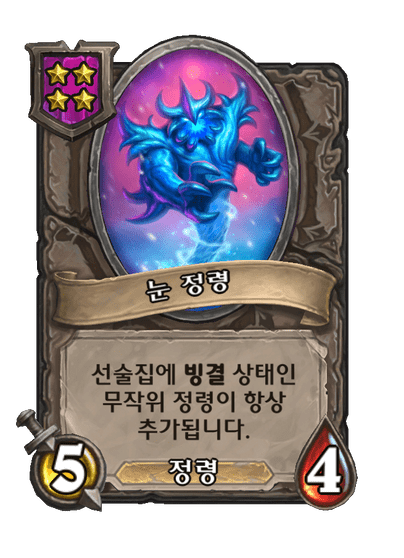 눈 정령
선술집에 빙결 상태인
무작위 정령이 항상
추가됩니다.
5
정령
4